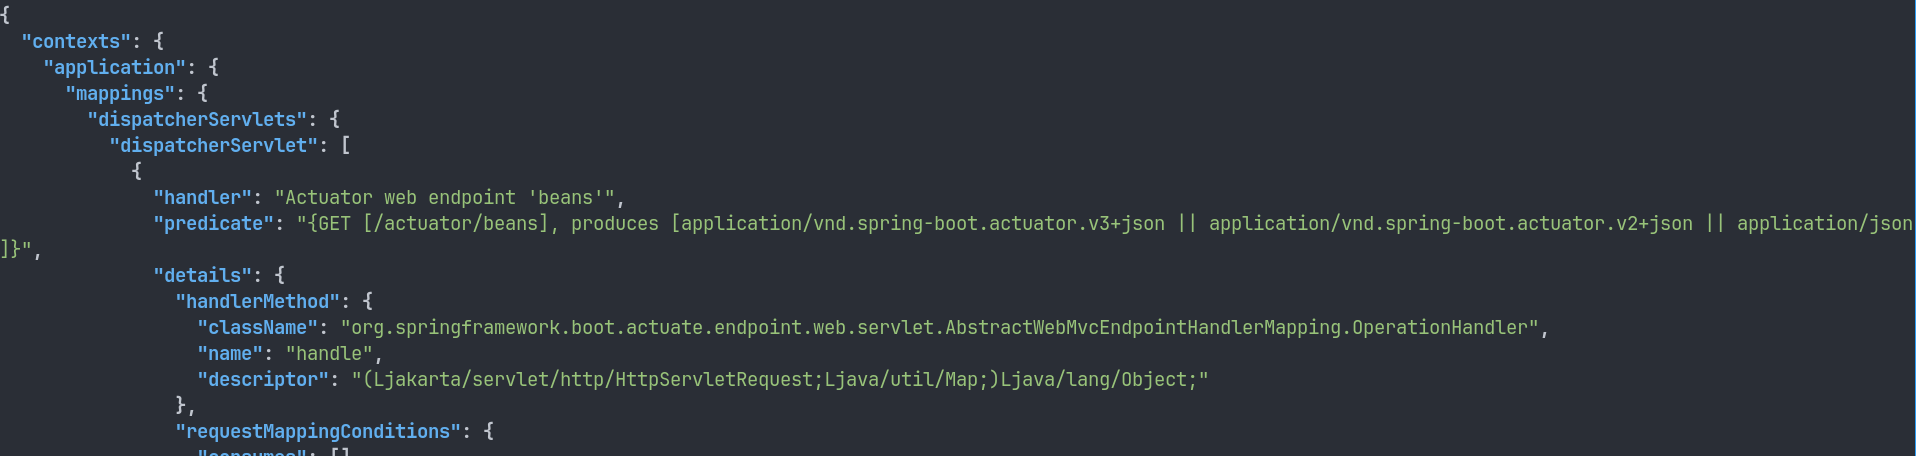 {
  "contexts": {
    "application": {
      "mappings": {
        "dispatcherServlets": {
          "dispatcherServlet": [
            {
              "handler": "Actuator web endpoint 'beans'",
              "predicate": "{GET [/actuator/beans], produces [application/vnd.spring-boot.actuator.v3+json || application/vnd.spring-boot.actuator.v2+json || application/json
]}",
              "details": {
                "handlerMethod": {
                  "className": "org.springframework.boot.actuate.endpoint.web.servlet.AbstractWebMvcEndpointHandlerMapping.OperationHandler",
                  "name": "handle",
                  "descriptor": "(Ljakarta/servlet/http/HttpServletRequest;Ljava/util/Map;)Ljava/lang/Object;"
                },
                "requestMappingConditions": {
                  "consumes": []